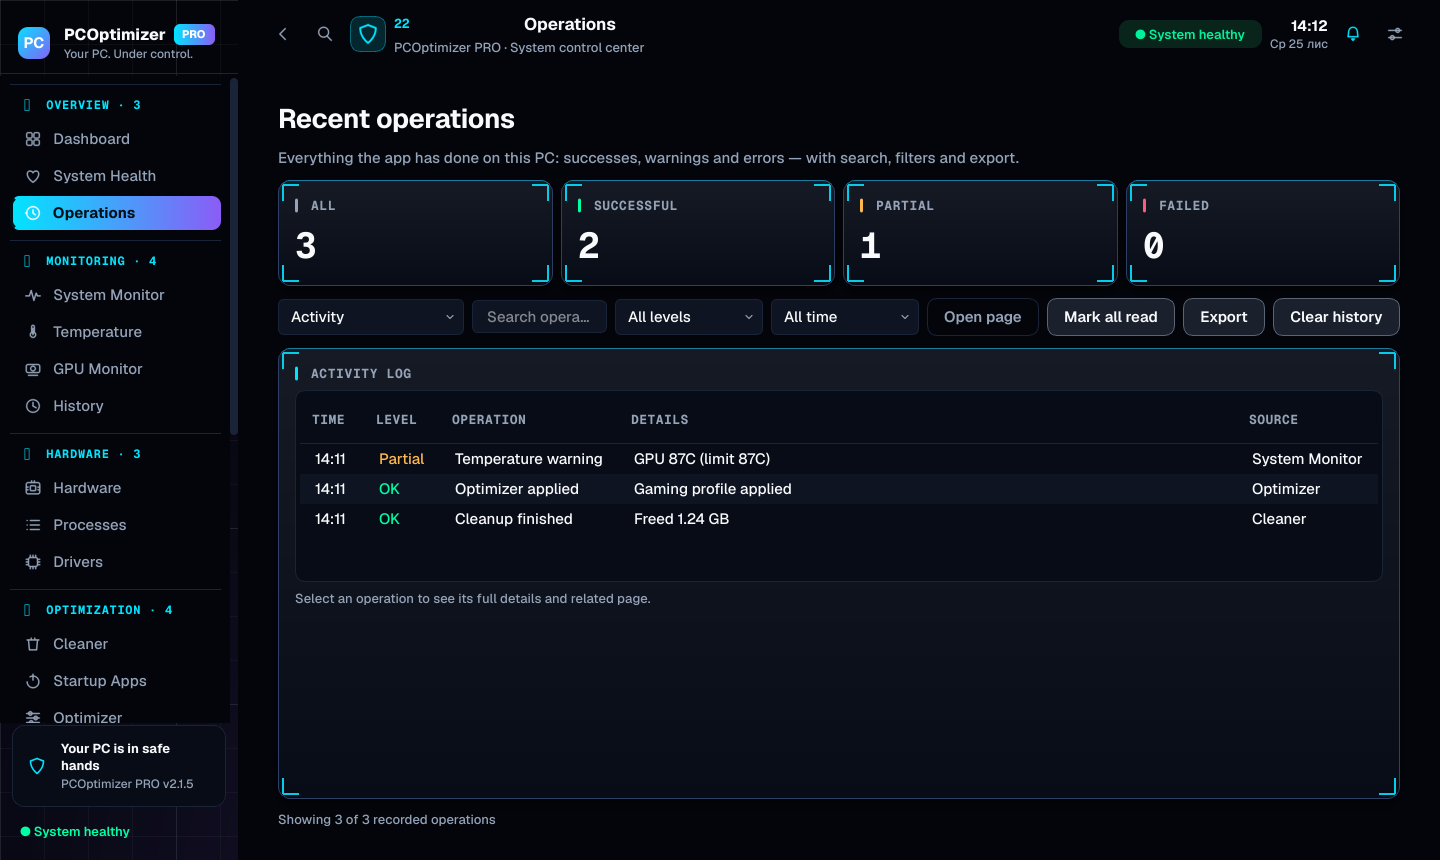 PC
PCOptimizer PRO
Your PC. Under control.
OVERVIEW · 3
Dashboard
System Health
Operations
MONITORING · 4
System Monitor
Temperature
GPU Monitor
History
HARDWARE · 3
Hardware
Processes
Drivers
OPTIMIZATION · 4
Cleaner
Startup Apps
Optimizer
Your PC is in safe
hands
PCOptimizer PRO v2.1.5
System healthy
22
Operations
PCOptimizer PRO · System control center
System healthy
14:12
Ср 25 лис
Recent operations
Everything the app has done on this PC: successes, warnings and errors — with search, filters and export.
ALL
3
SUCCESSFUL
2
PARTIAL
1
FAILED
0
Activity
Search opera...
All levels
All time
Open page
Mark all read
Export
Clear history
ACTIVITY LOG
TIME LEVEL OPERATION DETAILS SOURCE
14:11 Partial Temperature warning GPU 87C (limit 87C) System Monitor
14:11 OK Optimizer applied Gaming profile applied Optimizer
14:11 OK Cleanup finished Freed 1.24 GB Cleaner
Select an operation to see its full details and related page.
Showing 3 of 3 recorded operations